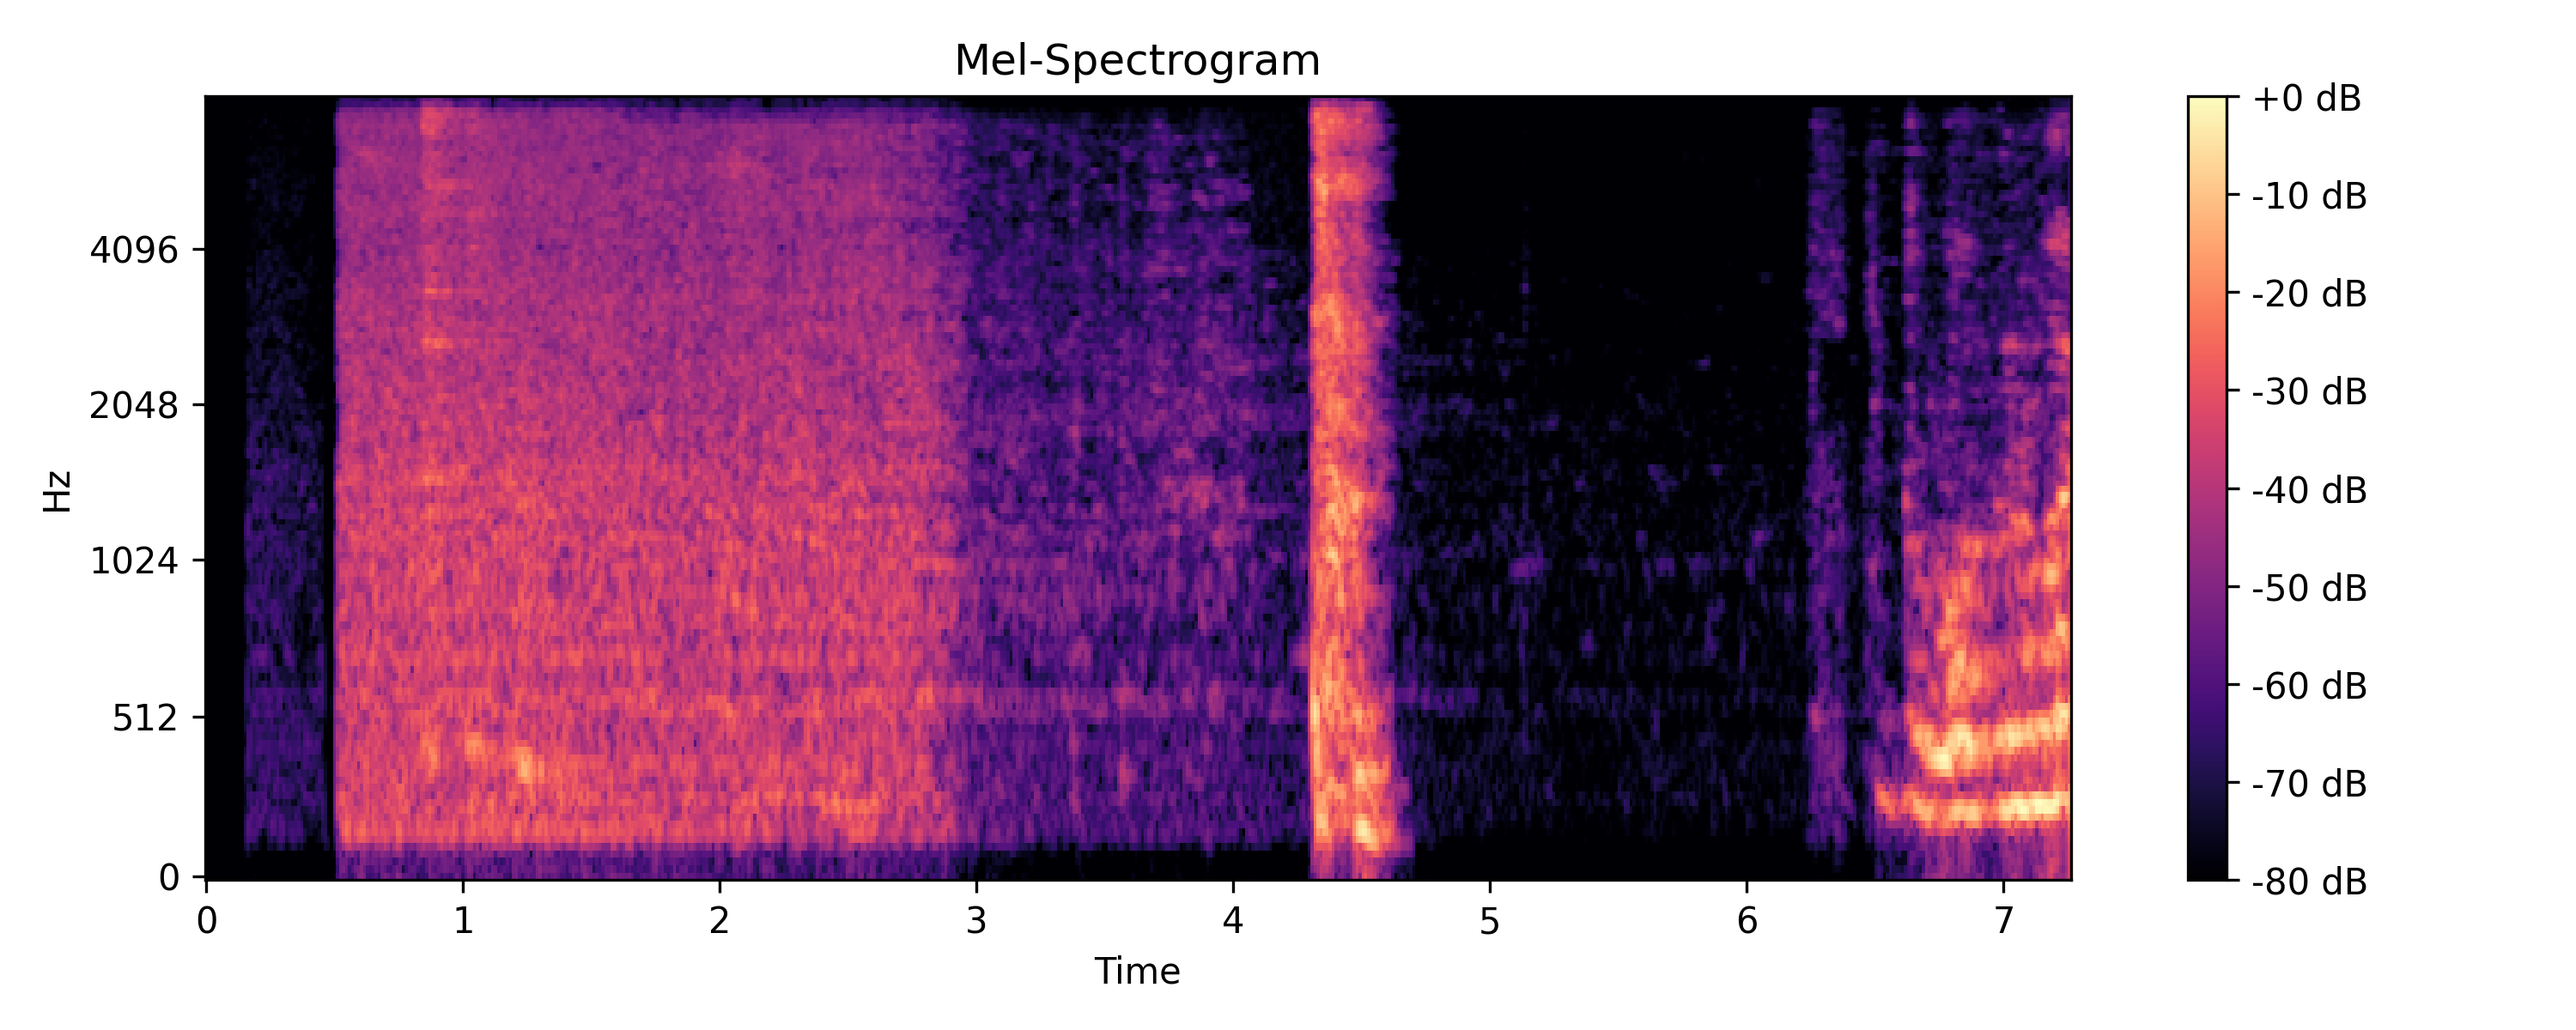 Mel-Spectrogram
+0 dB
-10 dB
-20 dB
-30 dB
-40 dB
-50 dB
-60 dB
-70 dB
-80 dB
Hz
4096
2048
1024
512
0
0 1 2 3 4 5 6 7
Time